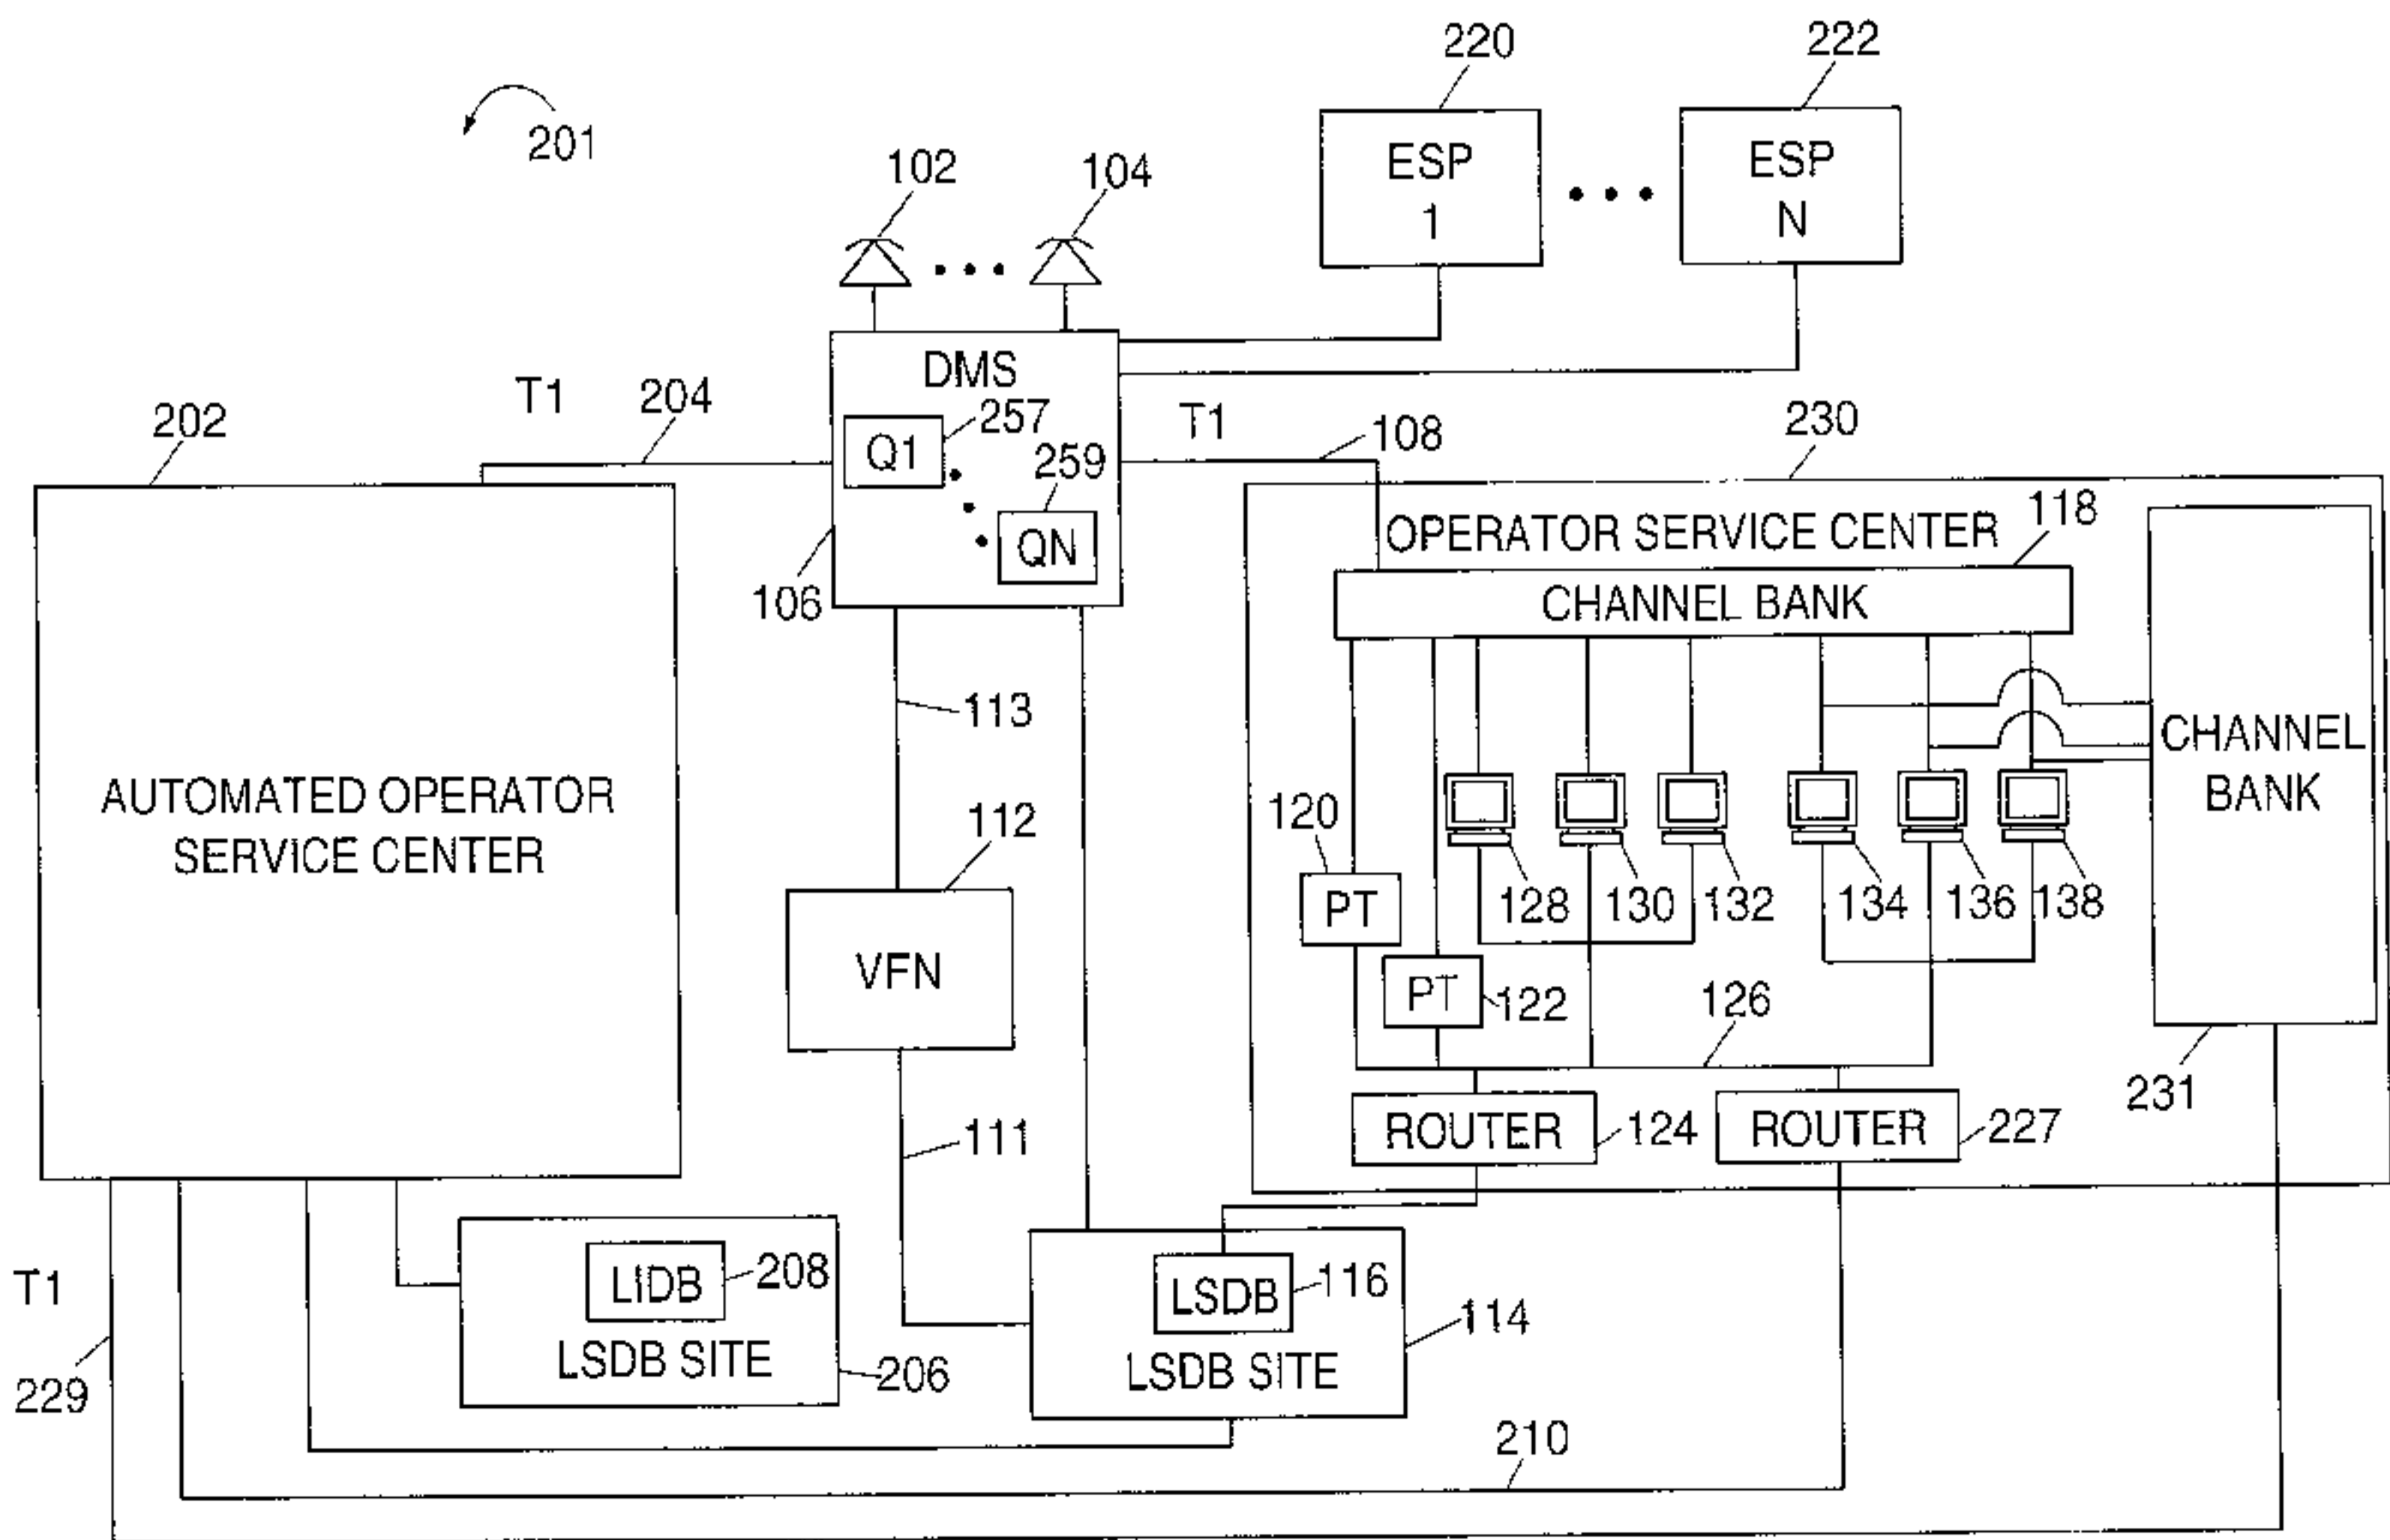 220
222
201
102
104
ESP
1
ESP
N
DMS
T1
204
257
T1
108
230
202
Q1
259
118
QN
OPERATOR SERVICE CENTER
106
CHANNEL BANK
113
CHANNEL
BANK
AUTOMATED OPERATOR
SERVICE CENTER
112
120
128
130
132
134
136
138
PT
VFN
PT
122
126
231
111
ROUTER
124
ROUTER
227
T1
LIDB
208
LSDB SITE
206
LSDB
116
LSDB SITE
114
229
210